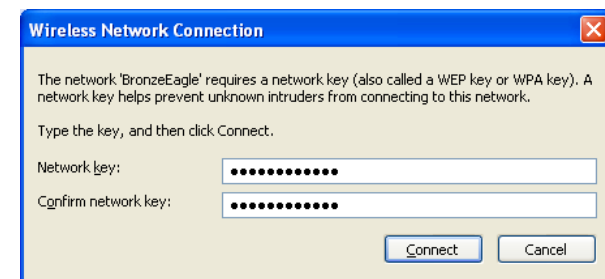 Wireless Network Connection
The network 'BronzeEagle' requires a network key (also called a WEP key or WPA key). A
network key helps prevent unknown intruders from connecting to this network.
Type the key, and then click Connect.
Network key: ●●●●●●●●●●●●
Confirm network key: ●●●●●●●●●●●●
Connect Cancel